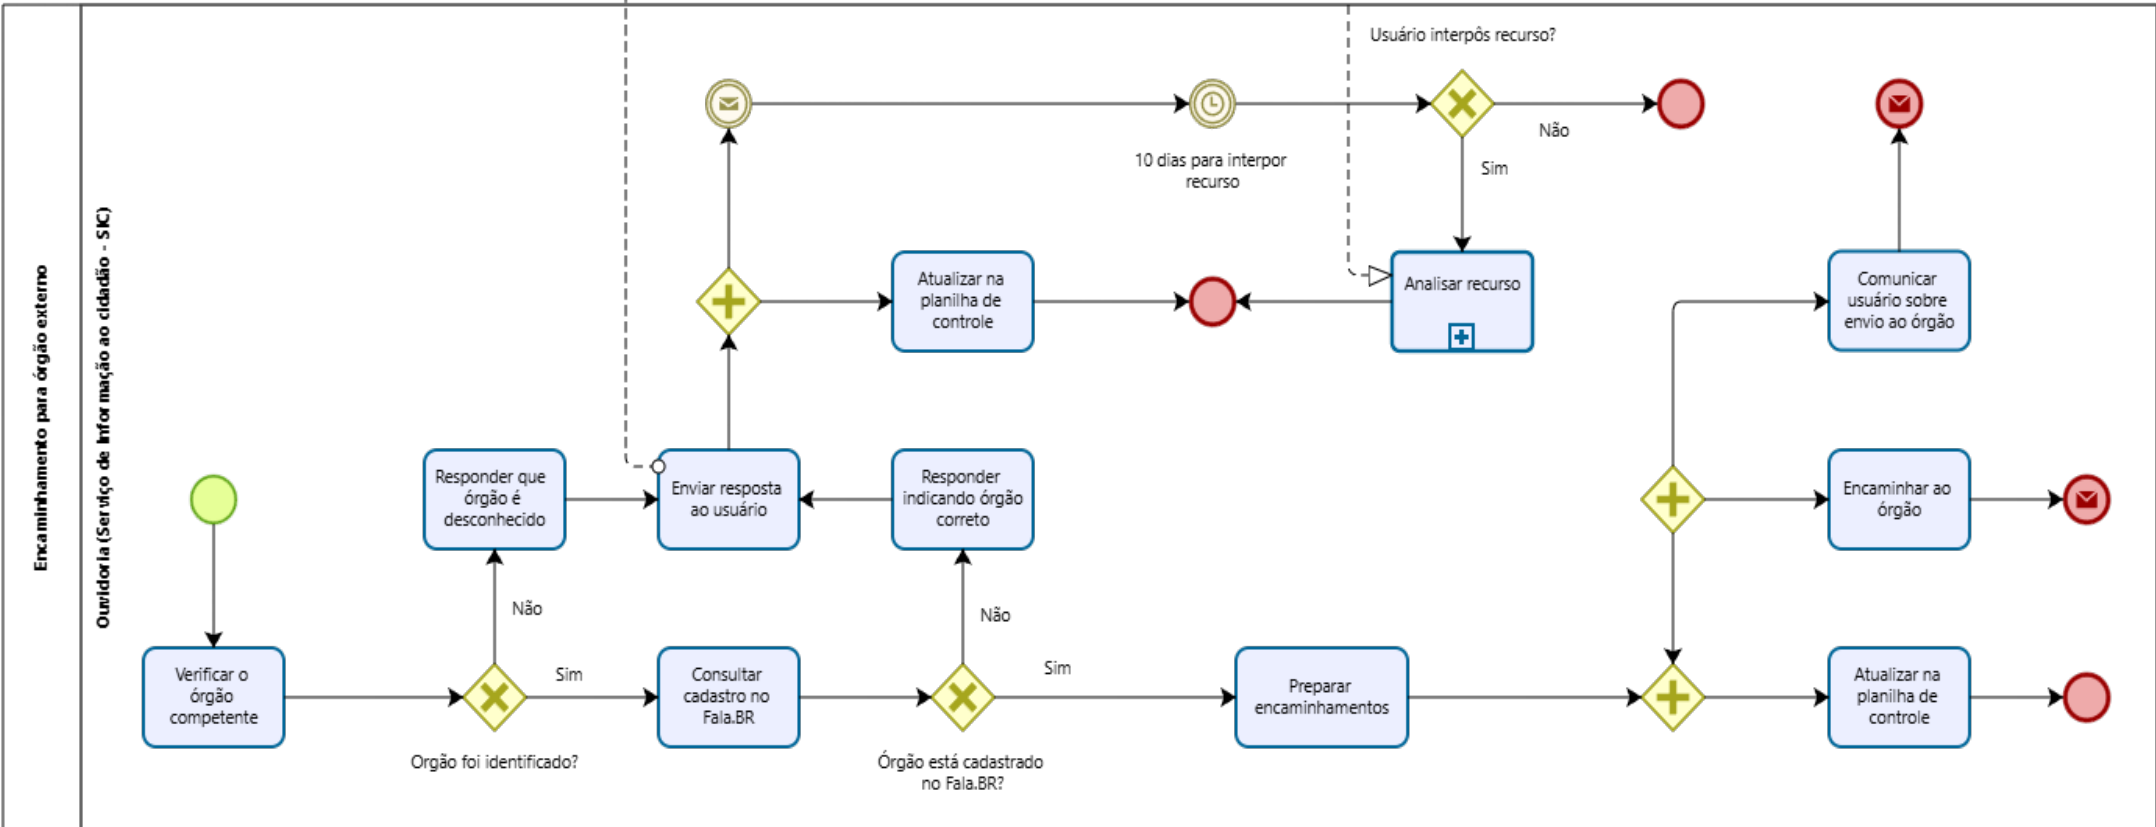 Encaminhamento para órgão externo
Ouvidoria (Serviço de Informação ao cidadão - SIC)
Usuário interpôs recurso?
Não
Sim
10 dias para interpor
recurso
Atualizar na
planilha de
controle
Analisar recurso
Comunicar
usuário sobre
envio ao órgão
Responder que
órgão é
desconhecido
Enviar resposta
ao usuário
Responder
indicando órgão
correto
Encaminhar ao
órgão
Não
Não
Sim
Sim
Verificar o
órgão
competente
Consultar
cadastro no
Fala.BR
Preparar
encaminhamentos
Atualizar na
planilha de
controle
Orgão foi identificado?
Órgão está cadastrado
no Fala.BR?